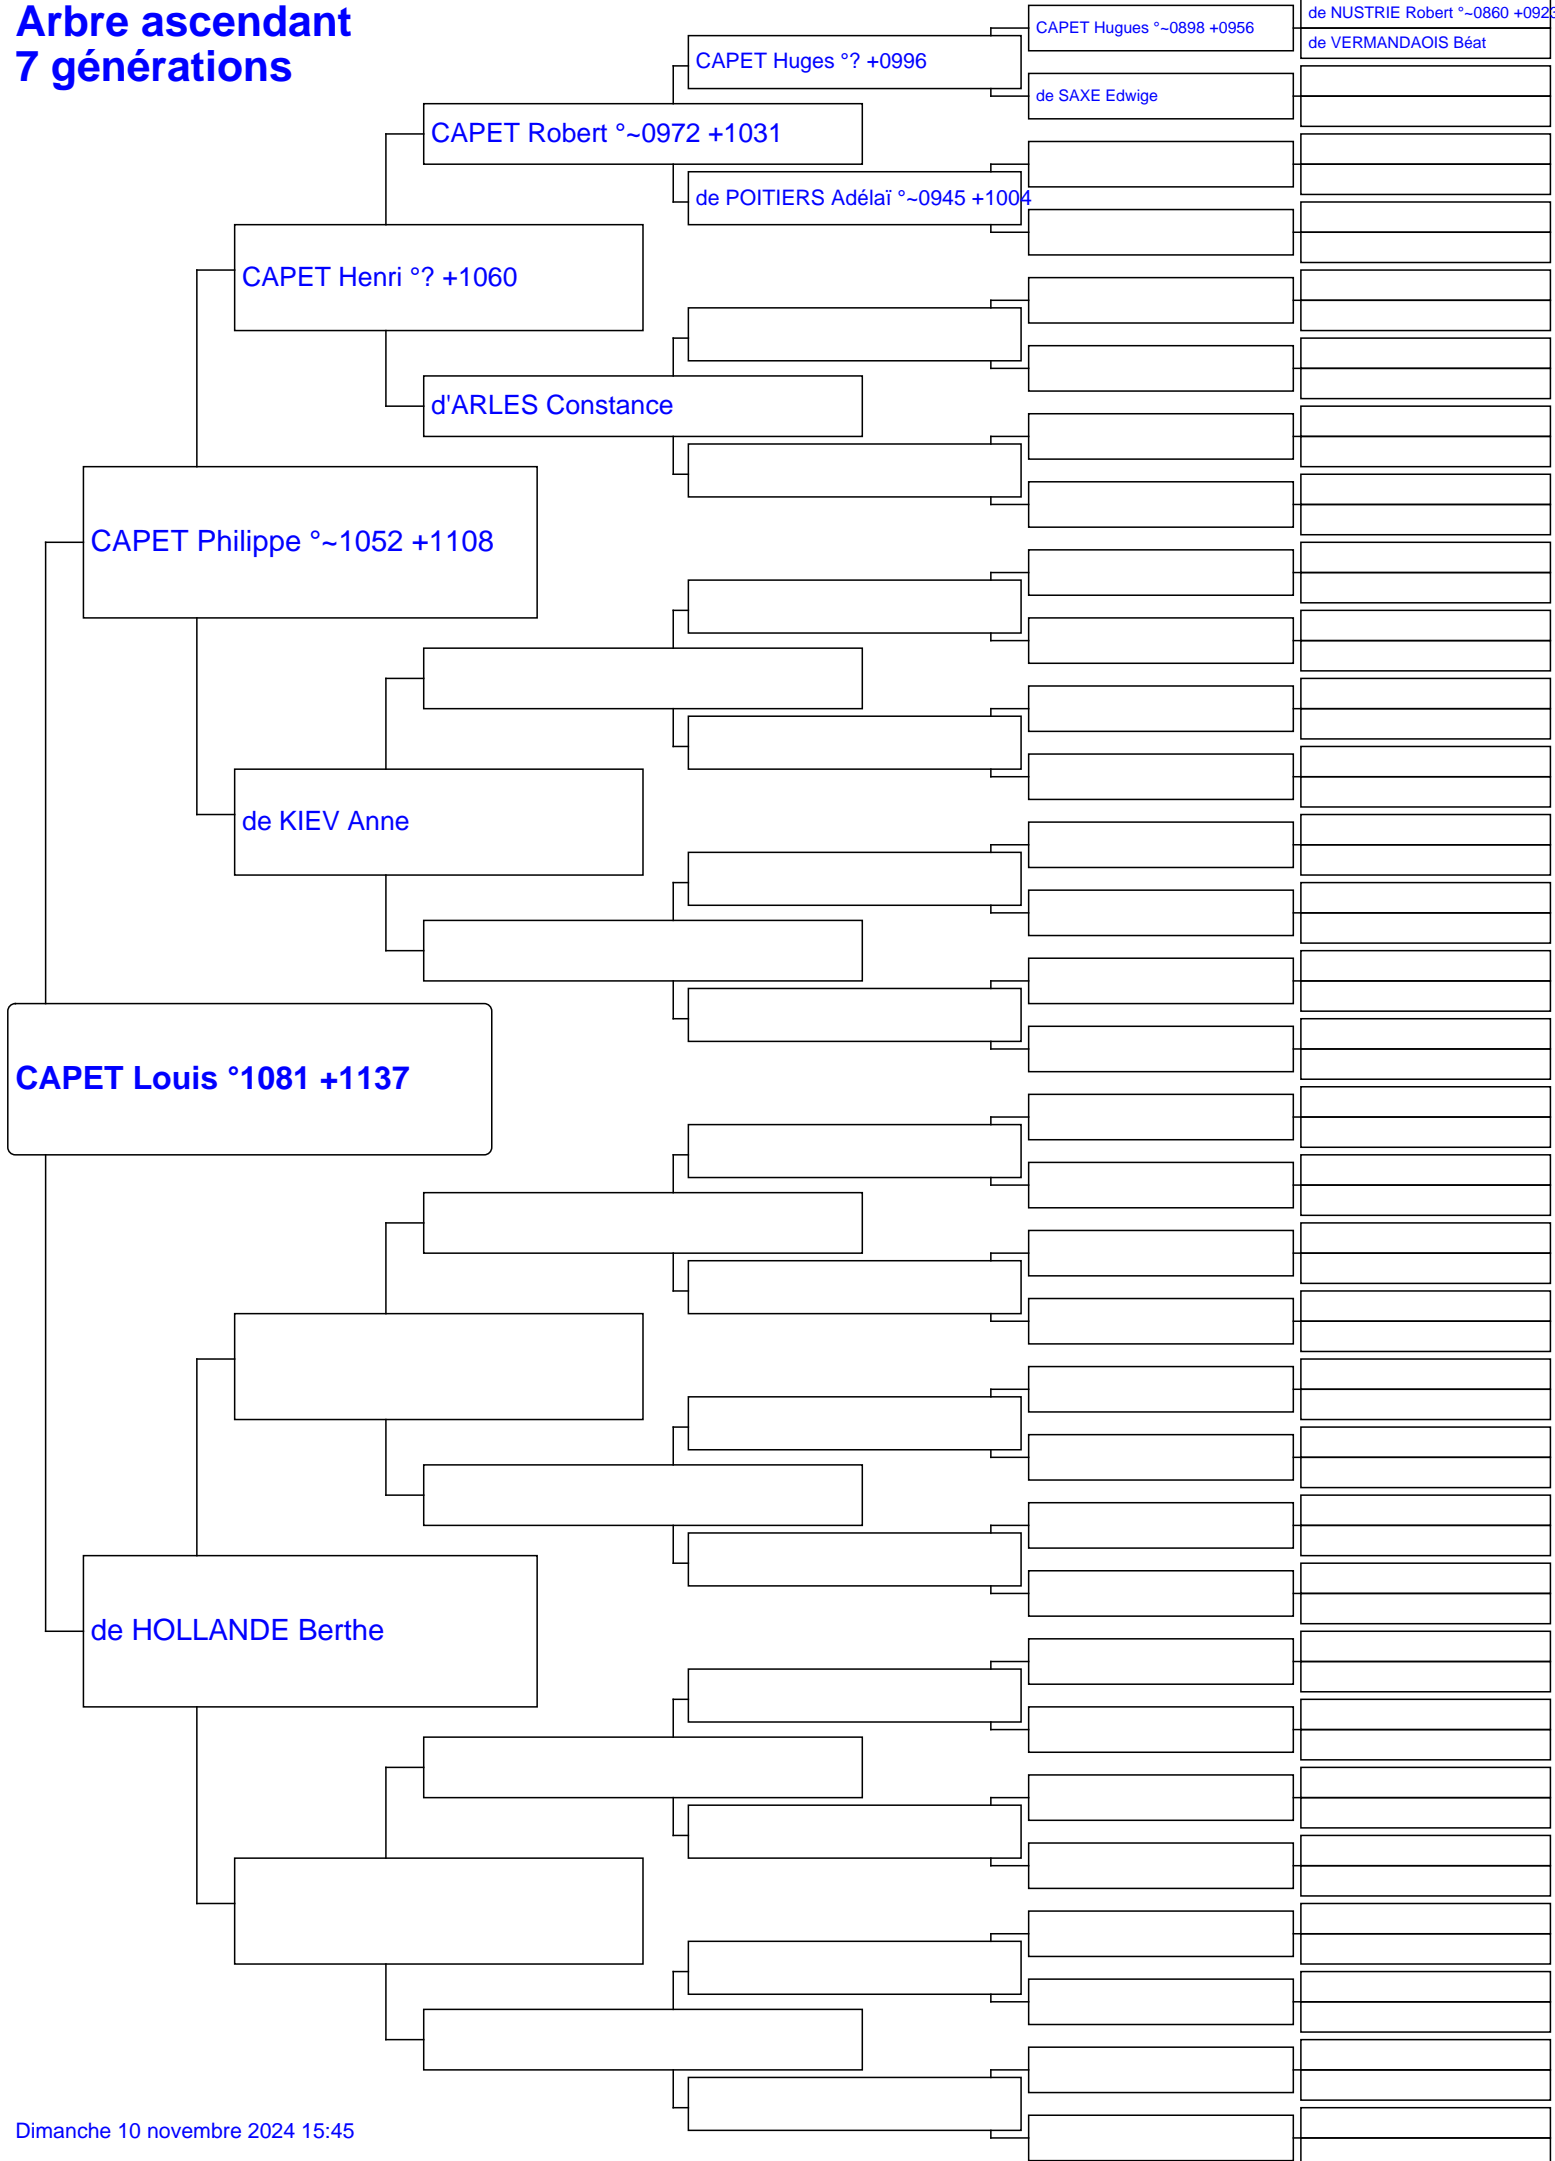 Arbre ascendant
7 générations
de NUSTRIE Robert °~0860 +0923
CAPET Hugues °~0898 +0956
de VERMANDAOIS Béat
CAPET Huges °? +0996
de SAXE Edwige
CAPET Robert °~0972 +1031
de POITIERS Adélaï °~0945 +1004
CAPET Henri °? +1060
d'ARLES Constance
CAPET Philippe °~1052 +1108
de KIEV Anne
CAPET Louis °1081 +1137
de HOLLANDE Berthe
Dimanche 10 novembre 2024 15:45